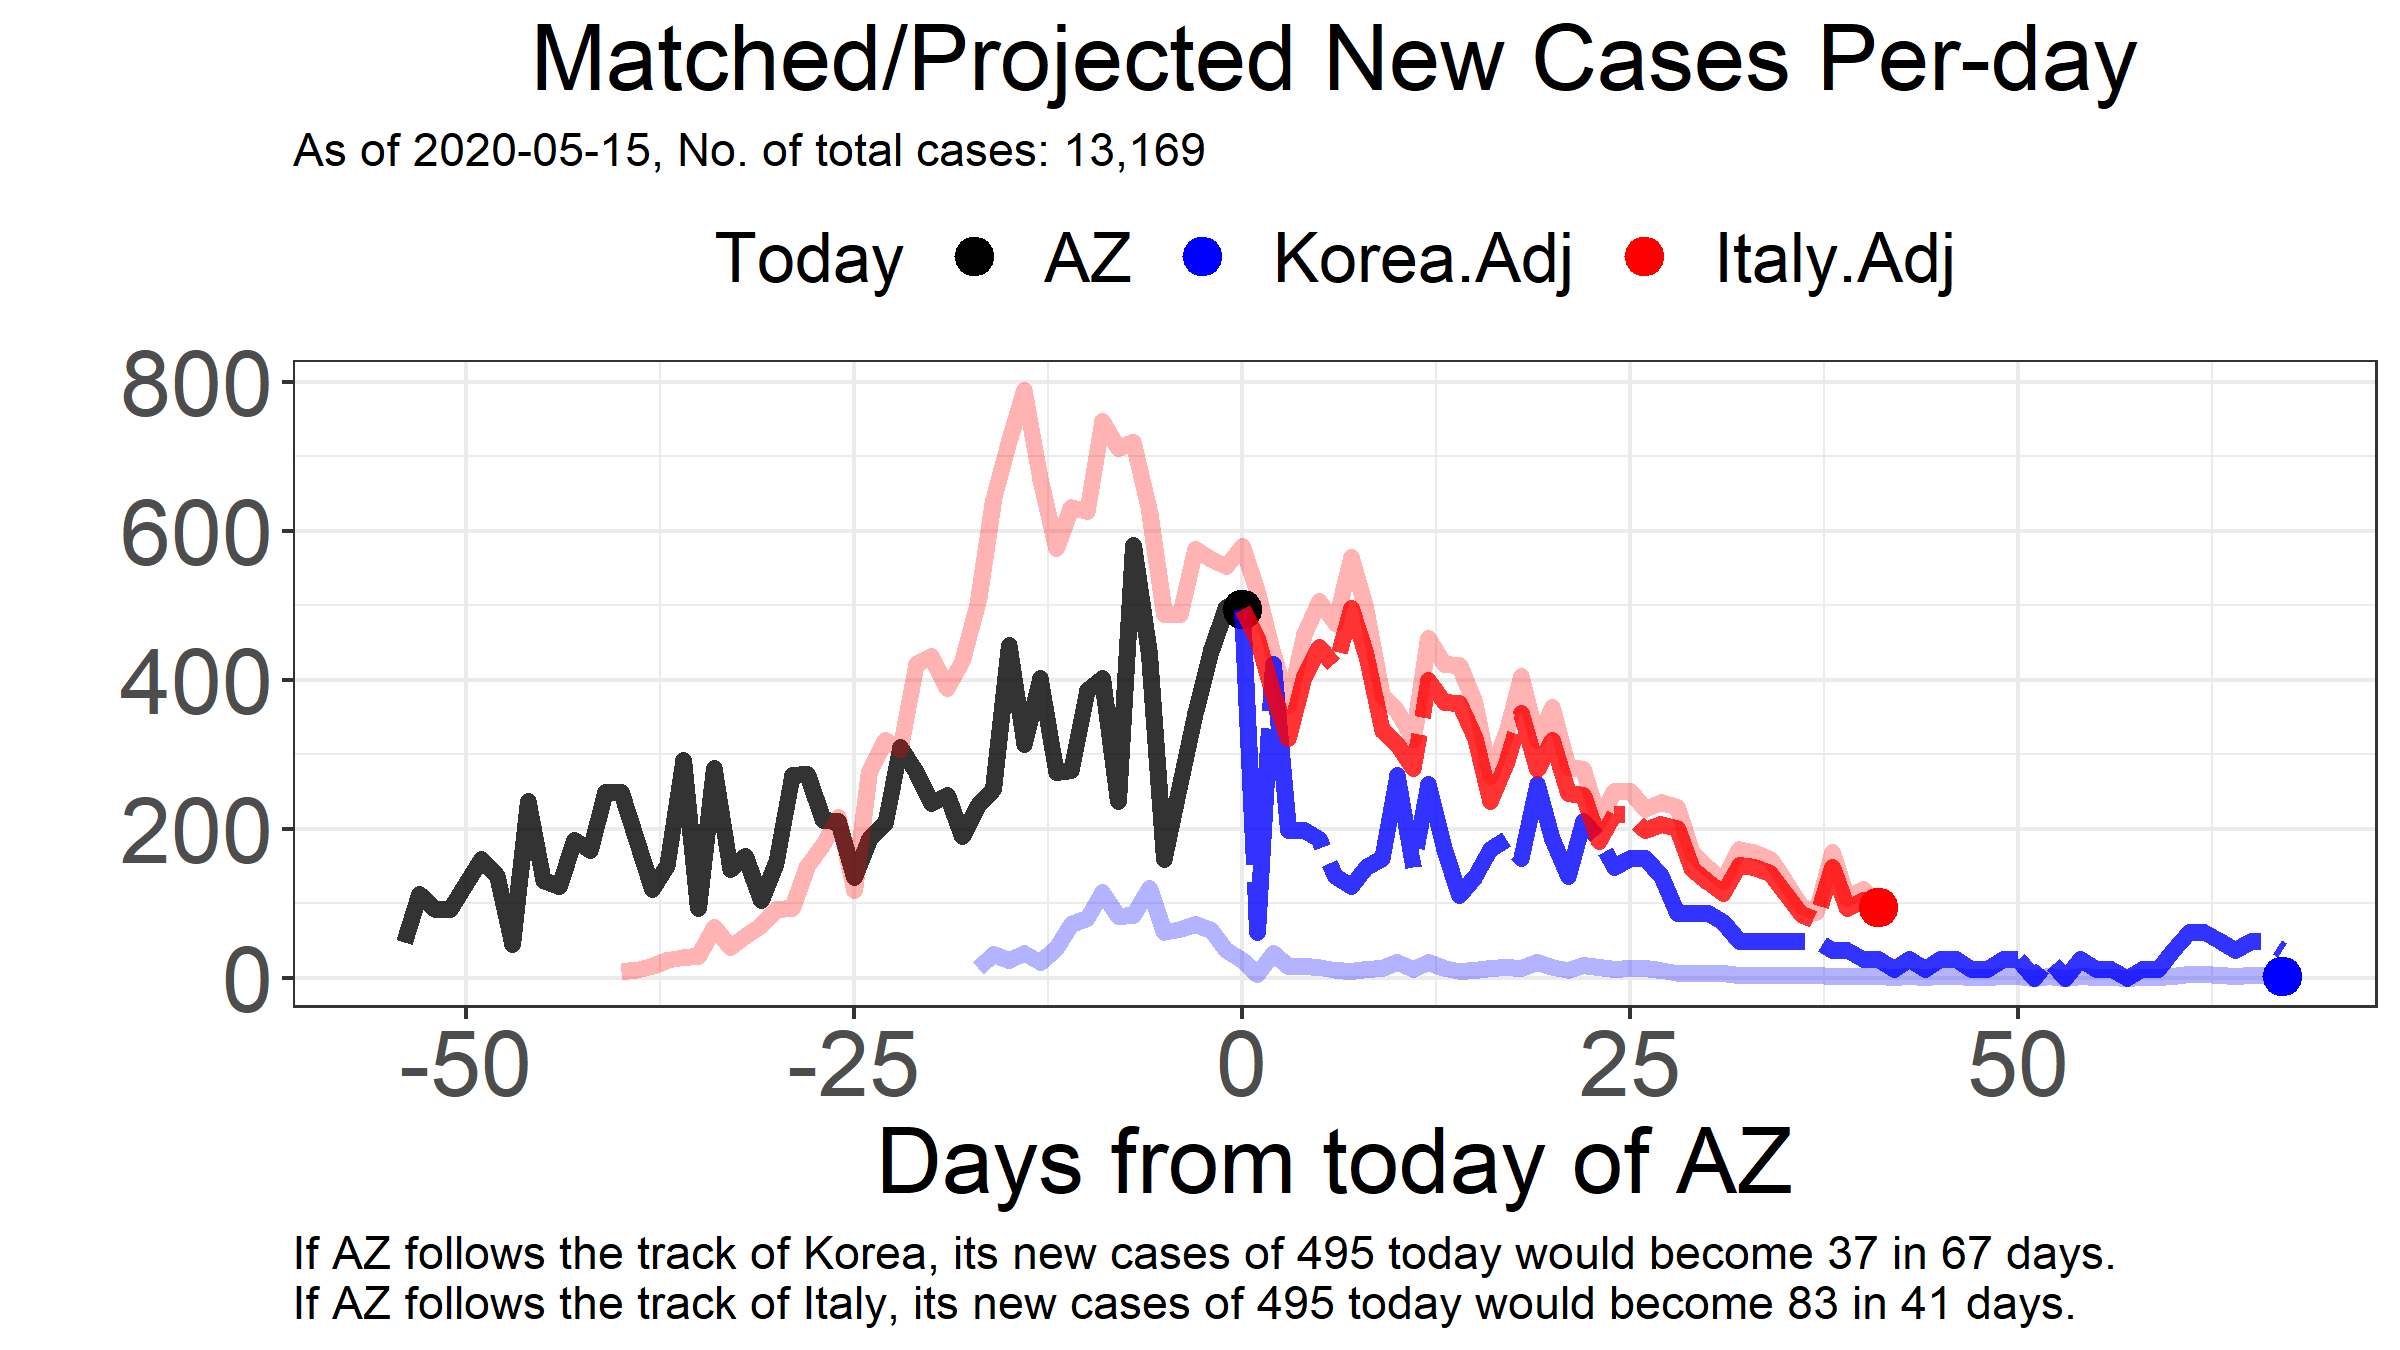 Matched/Projected New Cases Per-day
As of 2020-05-15, No. of total cases: 13,169
Today AZ Korea.Adj Italy.Adj
800
600
400
200
0
-50 -25 0 25 50
Days from today of AZ
If AZ follows the track of Korea, its new cases of 495 today would become 37 in 67 days.
If AZ follows the track of Italy, its new cases of 495 today would become 83 in 41 days.